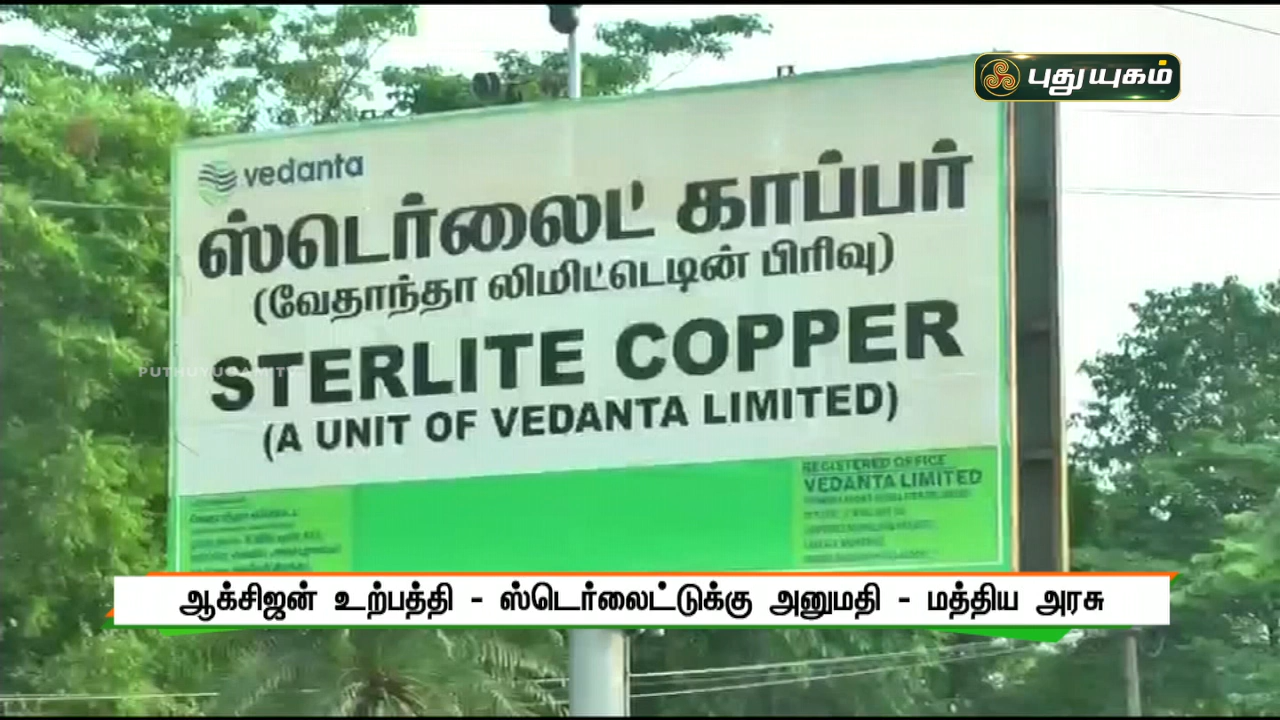 புதுயுகம்
vedanta
ஸ்டெர்லைட் காப்பர்
(வேதாந்தா லிமிட்டெடின் பிரிவு)
STERLITE COPPER
(A UNIT OF VEDANTA LIMITED)
PUTHUYUGAMTV
REGISTERED OFFICE
VEDANTA LIMITED
ஆக்சிஜன் உற்பத்தி - ஸ்டெர்லைட்டுக்கு அனுமதி - மத்திய அரசு